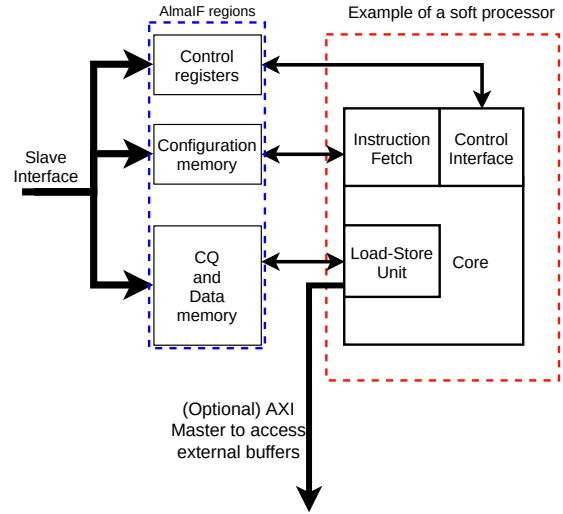 AlmaIF regions
Example of a soft processor
Control
registers
Slave
Interface
Configuration
memory
Instruction
Fetch
Control
Interface
CQ
and
Data
memory
Load-Store
Unit
Core
(Optional) AXI
Master to access
external buffers